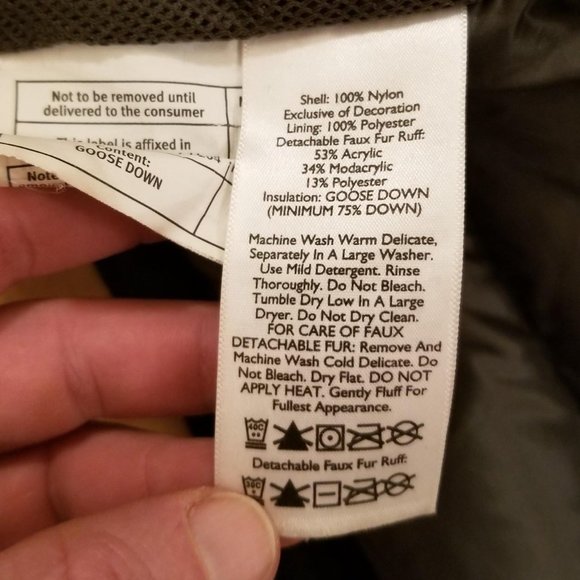 Not to be removed until
delivered to the consumer
This label is affixed in
Content:
GOOSE DOWN
Note
Shell: 100% Nylon
Exclusive of Decoration
Lining: 100% Polyester
Detachable Faux Fur Ruff:
53% Acrylic
34% Modacrylic
13% Polyester
Insulation: GOOSE DOWN
(MINIMUM 75% DOWN)
Machine Wash Warm Delicate,
Separately In A Large Washer.
Use Mild Detergent. Rinse
Thoroughly. Do Not Bleach.
Tumble Dry Low In A Large
Dryer. Do Not Dry Clean.
FOR CARE OF FAUX
DETACHABLE FUR: Remove And
Machine Wash Cold Delicate. Do
Not Bleach. Dry Flat. DO NOT
APPLY HEAT. Gently Fluff For
Fullest Appearance.
40C
Detachable Faux Fur Ruff:
30C